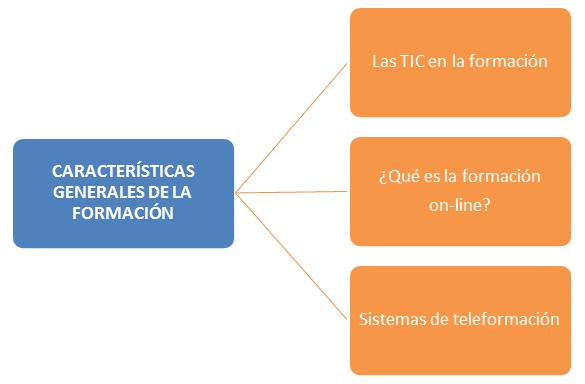 CARACTERÍSTICAS
GENERALES DE LA
FORMACIÓN
Las TIC en la formación
¿Qué es la formación
on-line?
Sistemas de teleformación